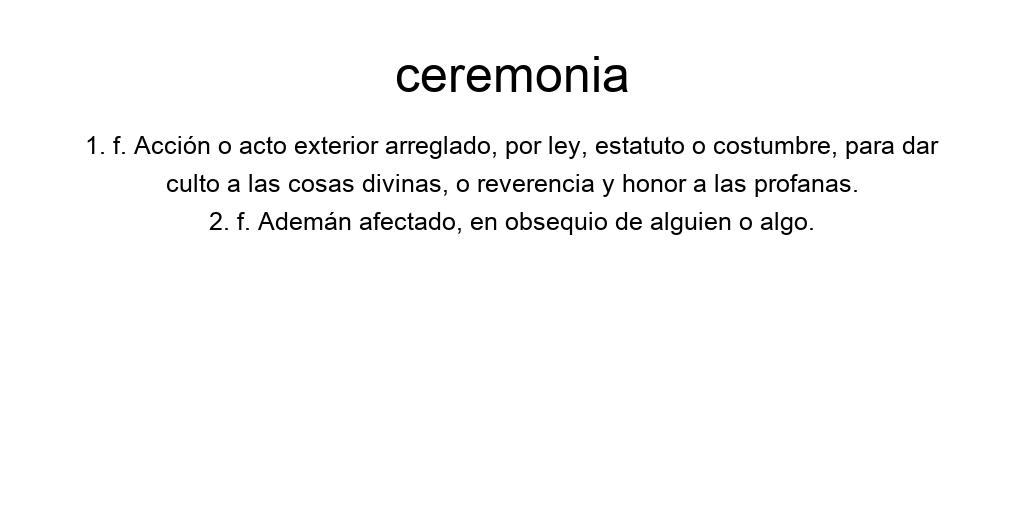 ceremonia
1. f. Acción o acto exterior arreglado, por ley, estatuto o costumbre, para dar
culto a las cosas divinas, o reverencia y honor a las profanas.
2. f. Ademán afectado, en obsequio de alguien o algo.